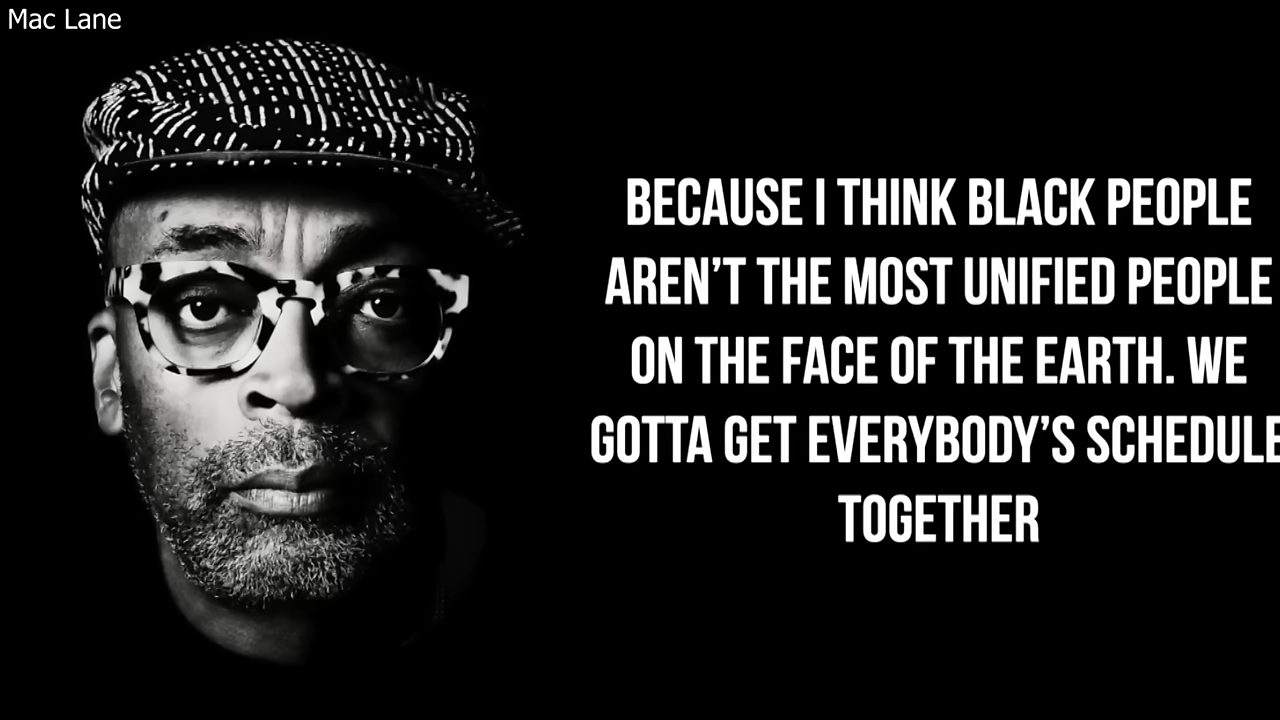 Mac Lane
BECAUSE I THINK BLACK PEOPLE
AREN’T THE MOST UNIFIED PEOPLE
ON THE FACE OF THE EARTH. WE
GOTTA GET EVERYBODY’S SCHEDULE
TOGETHER